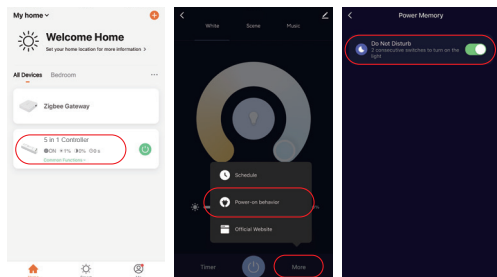 My home
Welcome Home
Set your home location for more information >
All Devices Bedroom
Zigbee Gateway
5 in 1 Controller
Common Functions
White Scene Music
Schedule
Power-on behavior
Official Website
Timer More
Power Memory
Do Not Disturb
2 consecutive switches to turn on the
light